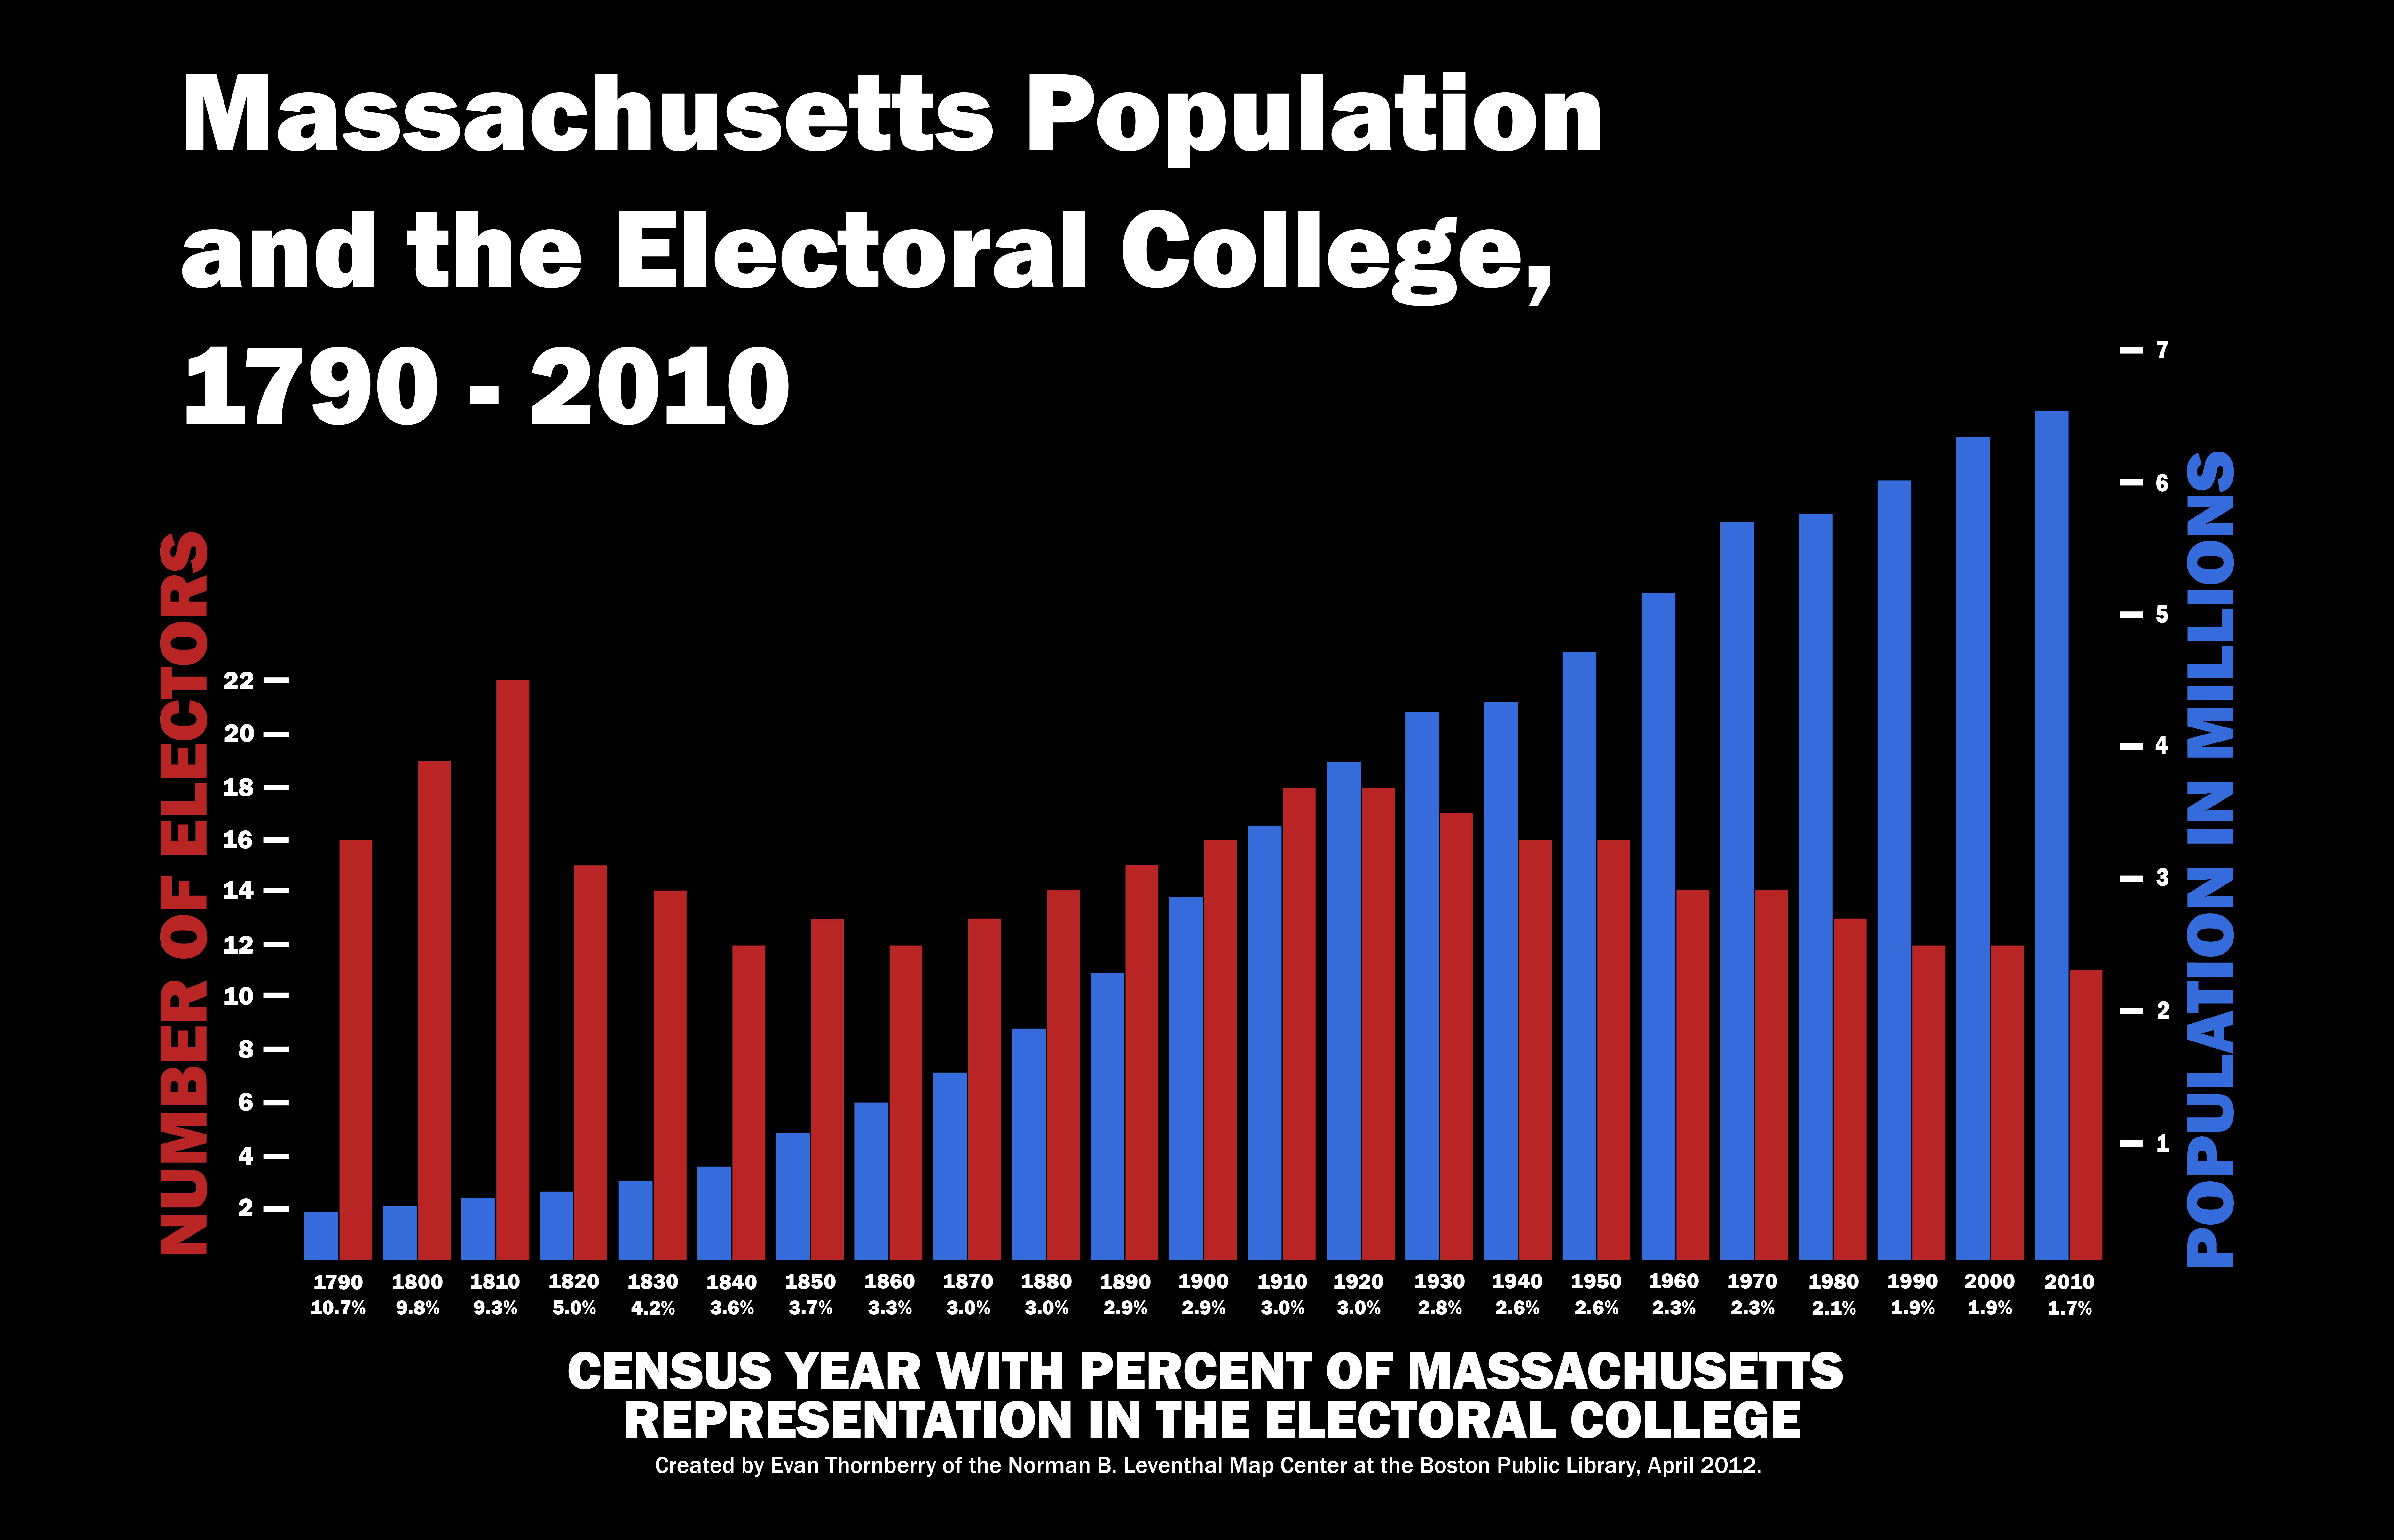 Massachusetts Population
and the Electoral College,
1790 - 2010
NUMBER OF ELECTORS
22
20
18
16
14
12
10
8
6
4
2
7
6
5
4
3
2
1
POPULATION IN MILLIONS
1790 1800 1810 1820 1830 1840 1850 1860 1870 1880 1890 1900 1910 1920 1930 1940 1950 1960 1970 1980 1990 2000 2010
10.7% 9.8% 9.3% 5.0% 4.2% 3.6% 3.7% 3.3% 3.0% 3.0% 2.9% 2.9% 3.0% 3.0% 2.8% 2.6% 2.6% 2.3% 2.3% 2.1% 1.9% 1.9% 1.7%
CENSUS YEAR WITH PERCENT OF MASSACHUSETTS
REPRESENTATION IN THE ELECTORAL COLLEGE
Created by Evan Thornberry of the Norman B. Leventhal Map Center at the Boston Public Library, April 2012.